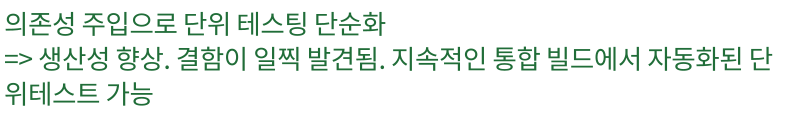 의존성 주입으로 단위 테스팅 단순화
=> 생산성 향상. 결함이 일찍 발견됨. 지속적인 통합 빌드에서 자동화된 단
위테스트 가능